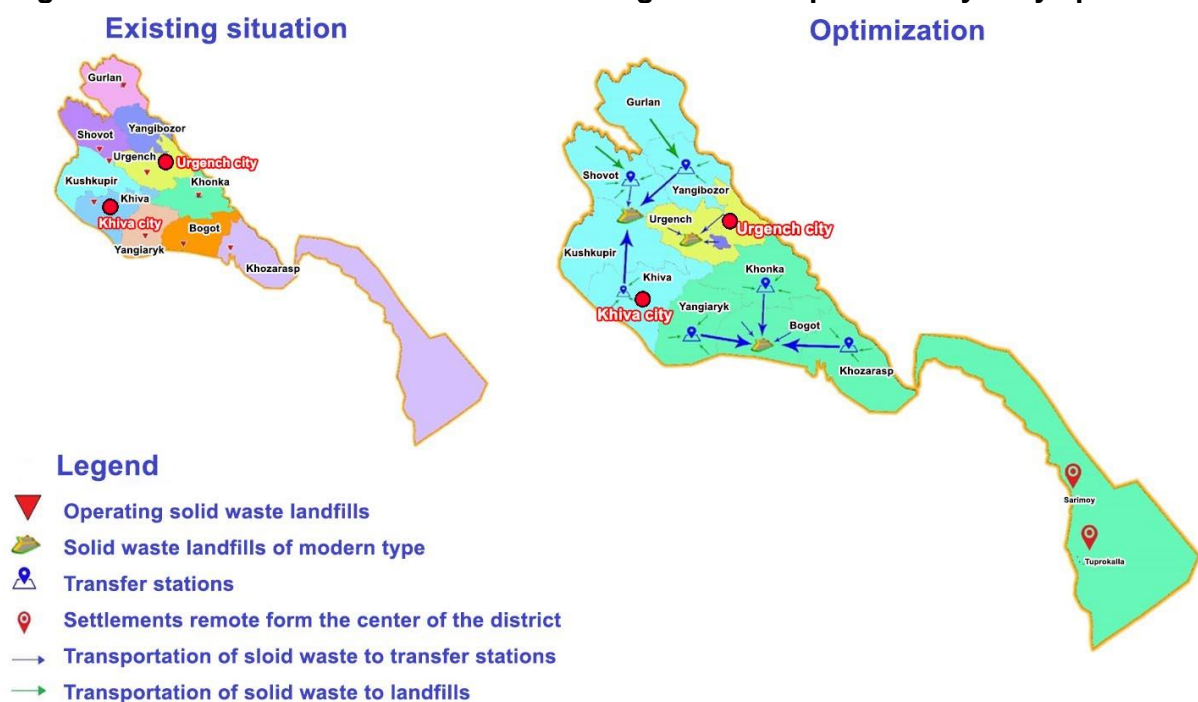 Existing situation
Optimization
Gurlan
Yangibozor
Shovot
Urgench
Urgench city
Kushkupir
Khiva
Khonka
Khiva city
Bogot
Yangiaryk
Khozarasp
Gurlan
Shovot
Yangibozor
Urgench
Urgench city
Kushkupir
Khonka
Khiva
Khiva city
Yangiaryk
Bogot
Khozarasp
Sarimoy
Tuprokalla
Legend
Operating solid waste landfills
Solid waste landfills of modern type
Transfer stations
Settlements remote form the center of the district
Transportation of sloid waste to transfer stations
Transportation of solid waste to landfills